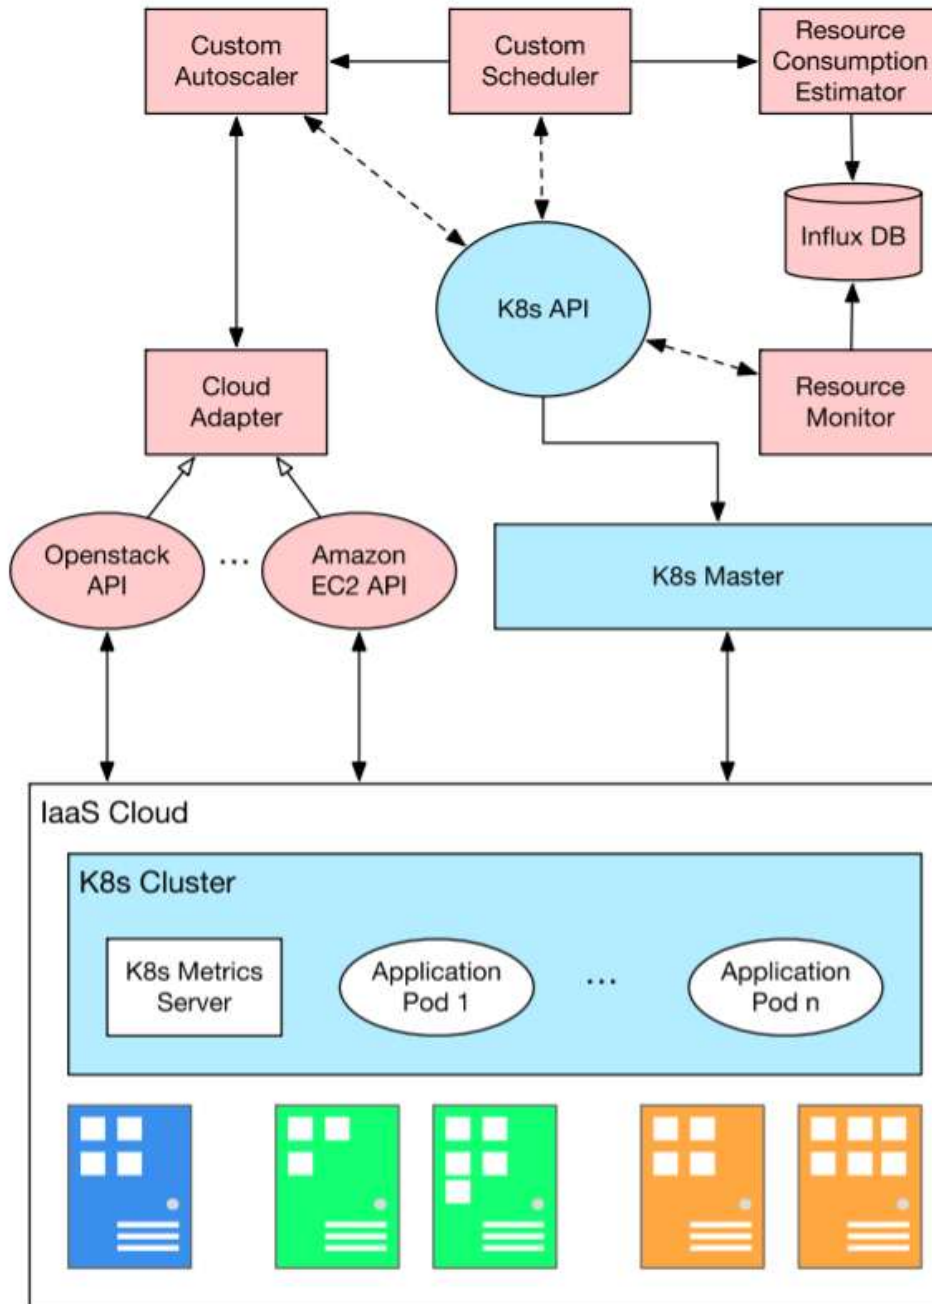 Custom
Autoscaler
Custom
Scheduler
Resource
Consumption
Estimator
Influx DB
K8s API
Cloud
Adapter
Resource
Monitor
Openstack
API
...
Amazon
EC2 API
K8s Master
IaaS Cloud
K8s Cluster
K8s Metrics
Server
Application
Pod 1
...
Application
Pod n